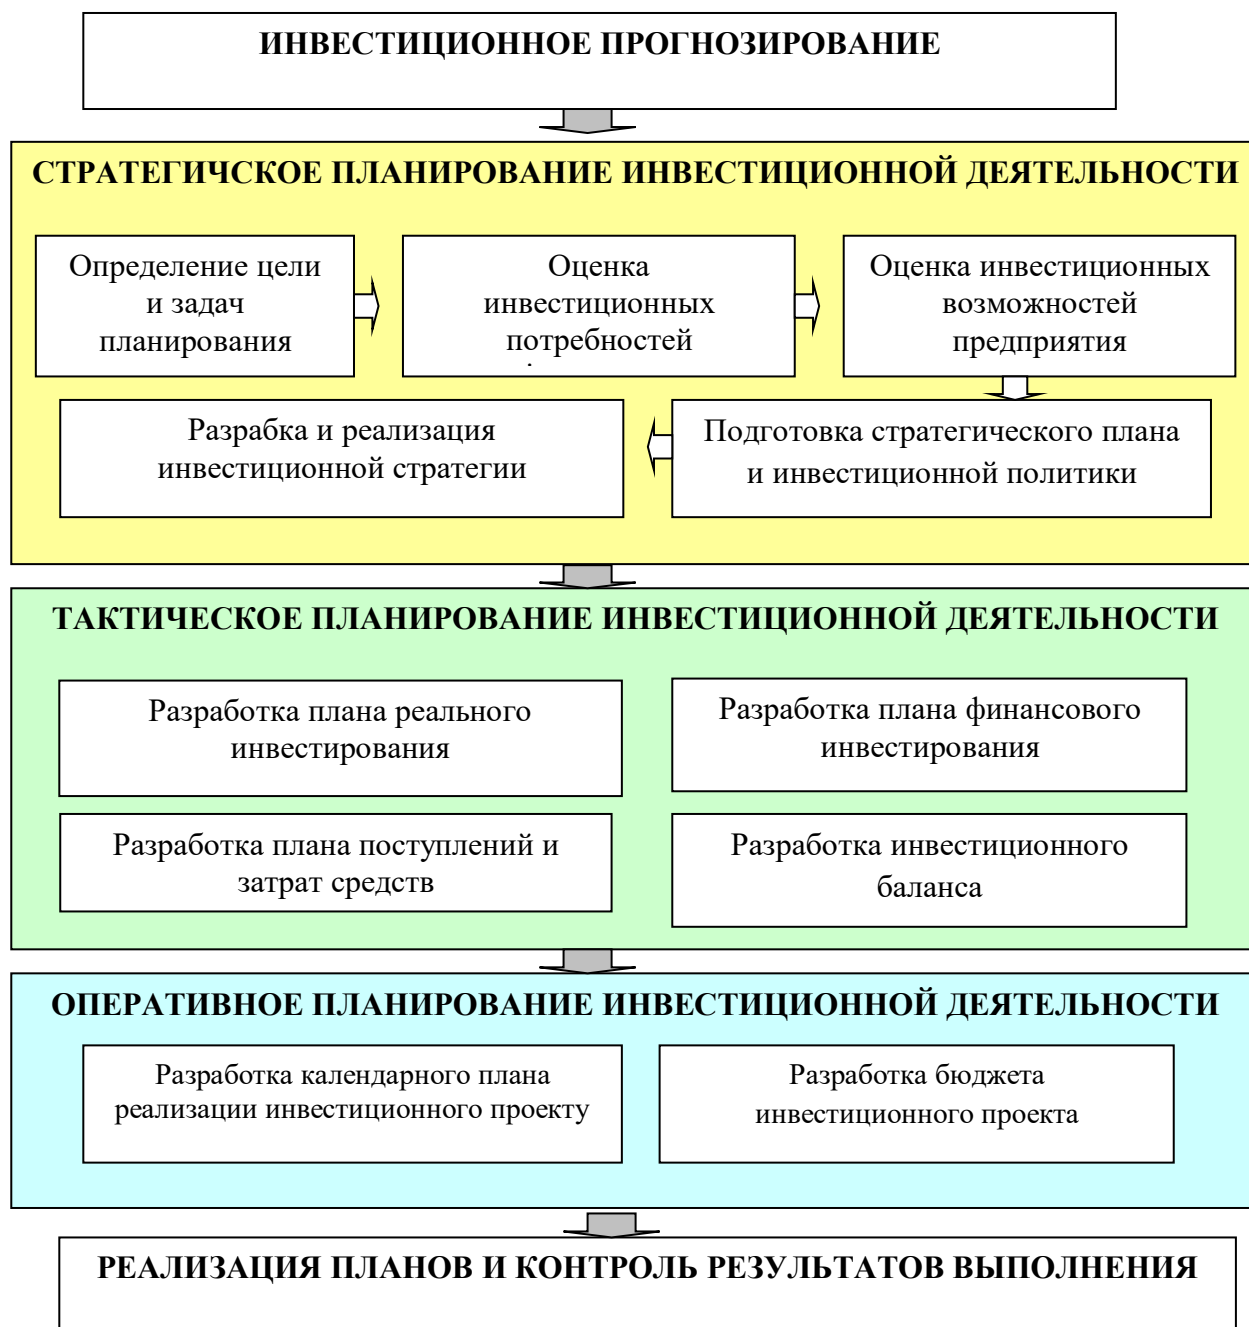 ИНВЕСТИЦИОННОЕ ПРОГНОЗИРОВАНИЕ
СТРАТЕГИЧСКОЕ ПЛАНИРОВАНИЕ ИНВЕСТИЦИОННОЙ ДЕЯТЕЛЬНОСТИ
Определение цели
и задач
планирования
Оценка
инвестиционных
потребностей
Оценка инвестиционных
возможностей
предприятия
Разрабка и реализация
инвестиционной стратегии
Подготовка стратегического плана
и инвестиционной политики
ТАКТИЧЕСКОЕ ПЛАНИРОВАНИЕ ИНВЕСТИЦИОННОЙ ДЕЯТЕЛЬНОСТИ
Разработка плана реального
инвестирования
Разработка плана финансового
инвестирования
Разработка плана поступлений и
затрат средств
Разработка инвестиционного
баланса
ОПЕРАТИВНОЕ ПЛАНИРОВАНИЕ ИНВЕСТИЦИОННОЙ ДЕЯТЕЛЬНОСТИ
Разработка календарного плана
реализации инвестиционного проекту
Разработка бюджета
инвестиционного проекта
РЕАЛИЗАЦИЯ ПЛАНОВ И КОНТРОЛЬ РЕЗУЛЬТАТОВ ВЫПОЛНЕНИЯ